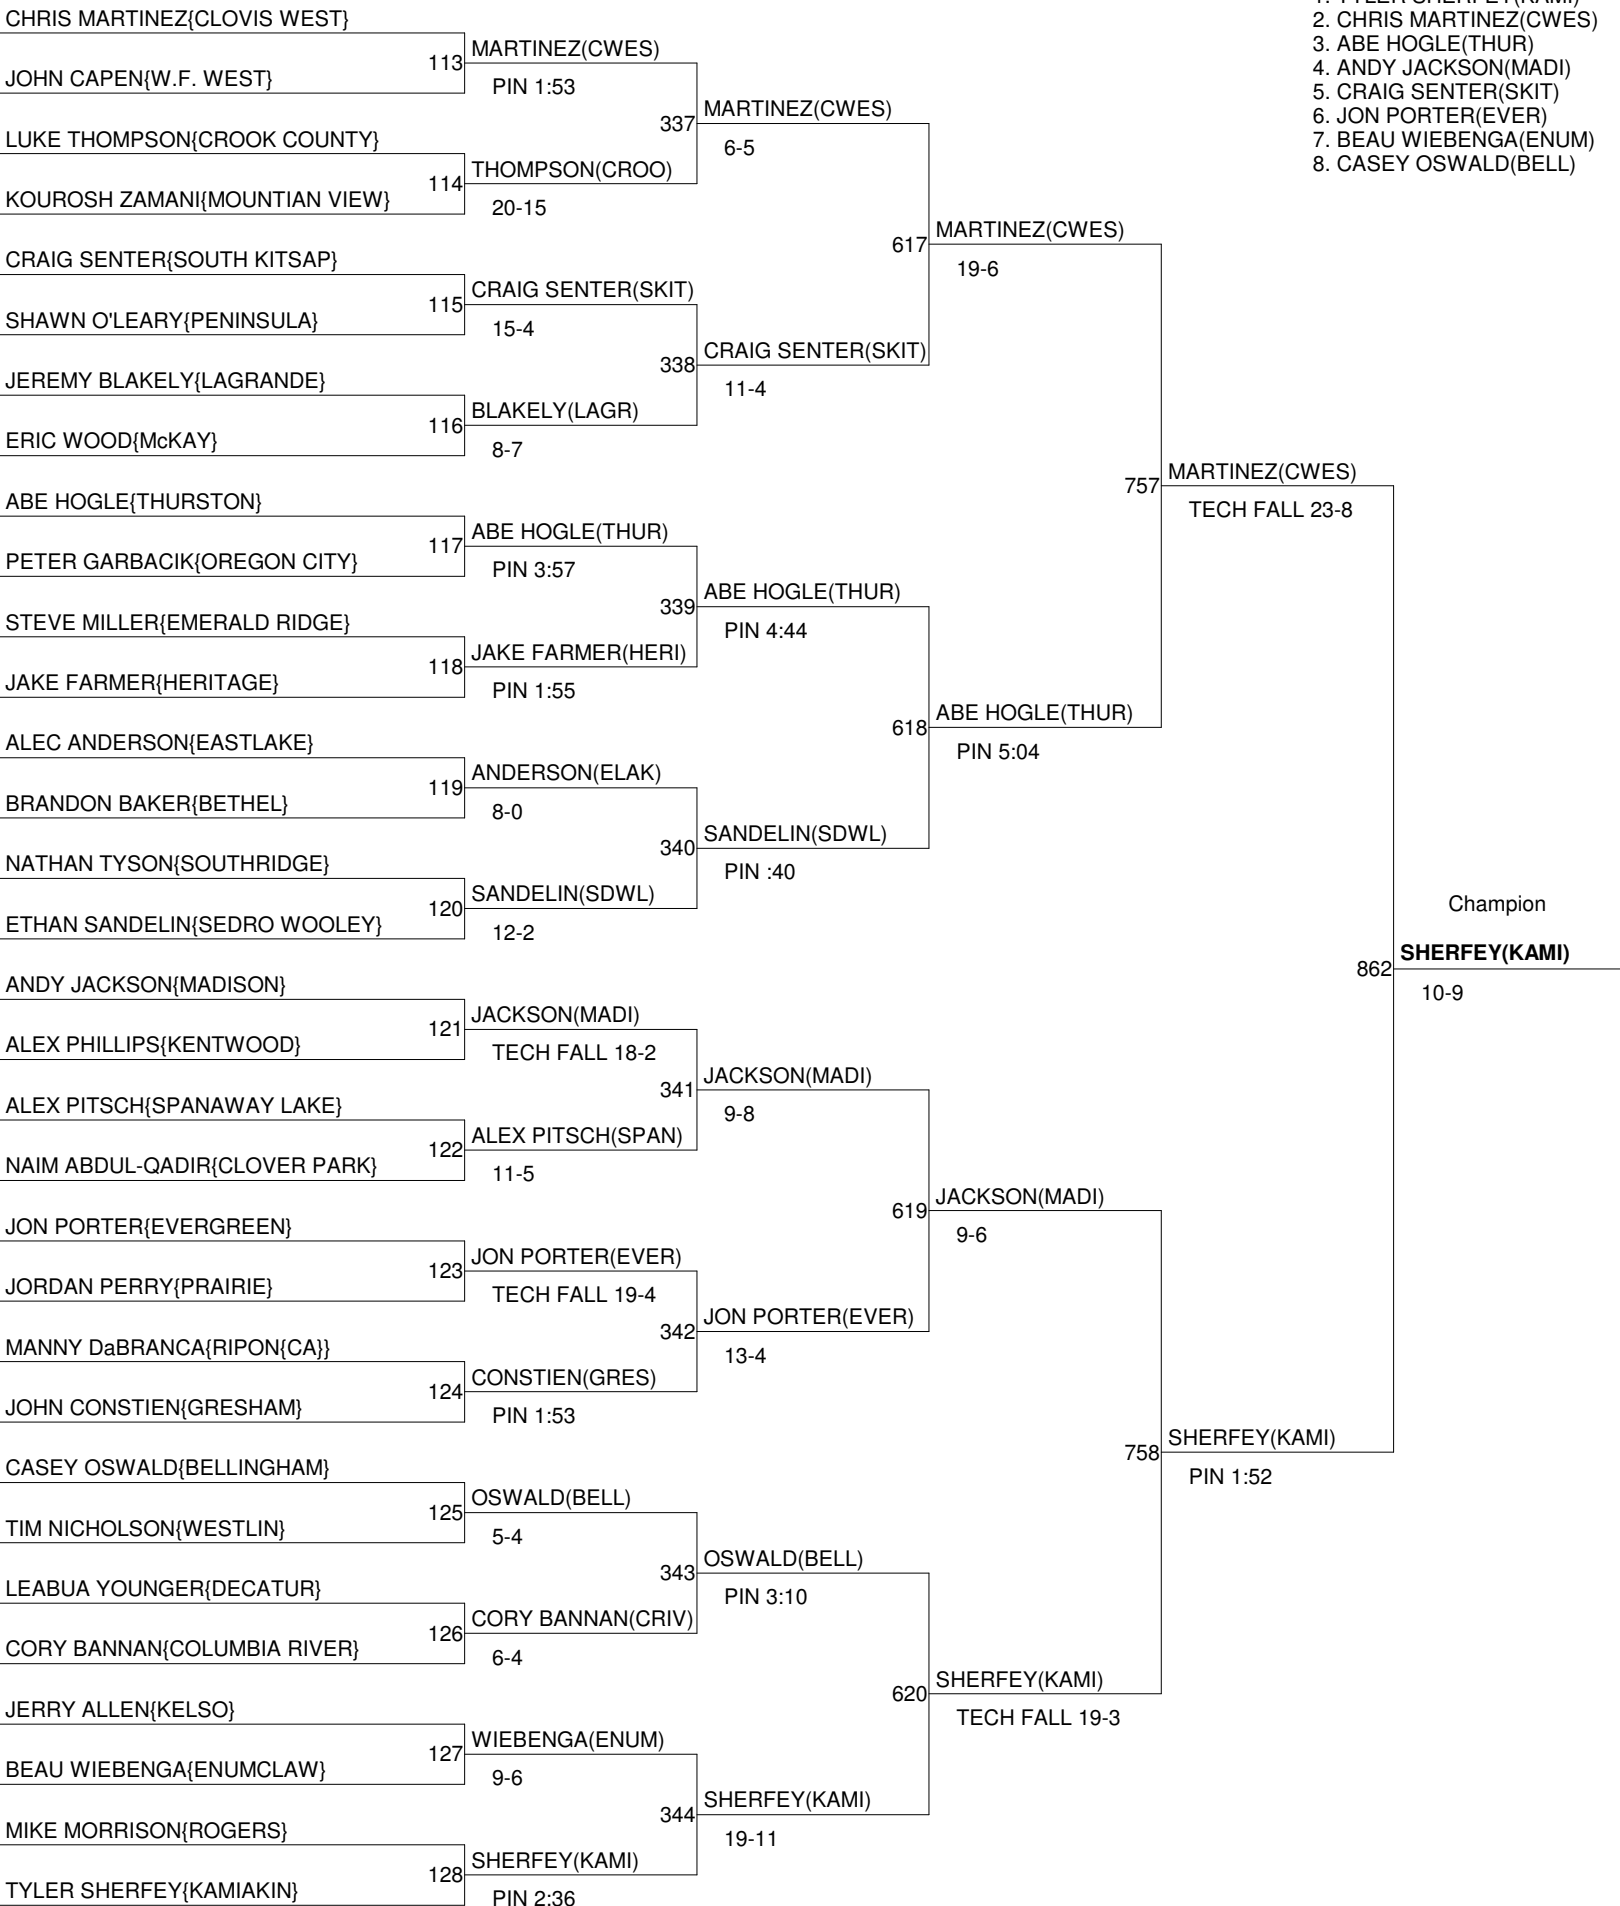 CHRIS MARTINEZ{CLOVIS WEST}
113
MARTINEZ(CWES)
JOHN CAPEN{W.F. WEST}
PIN 1:53
337
MARTINEZ(CWES)
6-5
LUKE THOMPSON{CROOK COUNTY}
114
THOMPSON(CROO)
KOUROSH ZAMANI{MOUNTIAN VIEW}
20-15
617
MARTINEZ(CWES)
19-6
CRAIG SENTER{SOUTH KITSAP}
115
CRAIG SENTER(SKIT)
SHAWN O'LEARY{PENINSULA}
15-4
338
CRAIG SENTER(SKIT)
11-4
JEREMY BLAKELY{LAGRANDE}
116
BLAKELY(LAGR)
ERIC WOOD{McKAY}
8-7
757
MARTINEZ(CWES)
TECH FALL 23-8
ABE HOGLE{THURSTON}
117
ABE HOGLE(THUR)
PETER GARBACIK{OREGON CITY}
PIN 3:57
339
ABE HOGLE(THUR)
PIN 4:44
STEVE MILLER{EMERALD RIDGE}
118
JAKE FARMER(HERI)
JAKE FARMER{HERITAGE}
PIN 1:55
618
ABE HOGLE(THUR)
PIN 5:04
ALEC ANDERSON{EASTLAKE}
119
ANDERSON(ELAK)
BRANDON BAKER{BETHEL}
8-0
340
SANDELIN(SDWL)
PIN :40
NATHAN TYSON{SOUTHRIDGE}
120
SANDELIN(SDWL)
ETHAN SANDELIN{SEDRO WOOLEY}
12-2
Champion
862
SHERFEY(KAMI)
10-9
ANDY JACKSON{MADISON}
121
JACKSON(MADI)
ALEX PHILLIPS{KENTWOOD}
TECH FALL 18-2
341
JACKSON(MADI)
9-8
ALEX PITSCH{SPANAWAY LAKE}
122
ALEX PITSCH(SPAN)
NAIM ABDUL-QADIR{CLOVER PARK}
11-5
619
JACKSON(MADI)
9-6
JON PORTER{EVERGREEN}
123
JON PORTER(EVER)
JORDAN PERRY{PRAIRIE}
TECH FALL 19-4
342
JON PORTER(EVER)
13-4
MANNY DaBRANCA{RIPON{CA}}
124
CONSTIEN(GRES)
JOHN CONSTIEN{GRESHAM}
PIN 1:53
758
SHERFEY(KAMI)
PIN 1:52
CASEY OSWALD{BELLINGHAM}
125
OSWALD(BELL)
TIM NICHOLSON{WESTLIN}
5-4
343
OSWALD(BELL)
PIN 3:10
LEABUA YOUNGER{DECATUR}
126
CORY BANNAN(CRIV)
CORY BANNAN{COLUMBIA RIVER}
6-4
620
SHERFEY(KAMI)
TECH FALL 19-3
JERRY ALLEN{KELSO}
127
WIEBENGA(ENUM)
BEAU WIEBENGA{ENUMCLAW}
9-6
344
SHERFEY(KAMI)
19-11
MIKE MORRISON{ROGERS}
128
SHERFEY(KAMI)
TYLER SHERFEY{KAMIAKIN}
PIN 2:36
1. TYLER SHERFEY(KAMI)
2. CHRIS MARTINEZ(CWES)
3. ABE HOGLE(THUR)
4. ANDY JACKSON(MADI)
5. CRAIG SENTER(SKIT)
6. JON PORTER(EVER)
7. BEAU WIEBENGA(ENUM)
8. CASEY OSWALD(BELL)